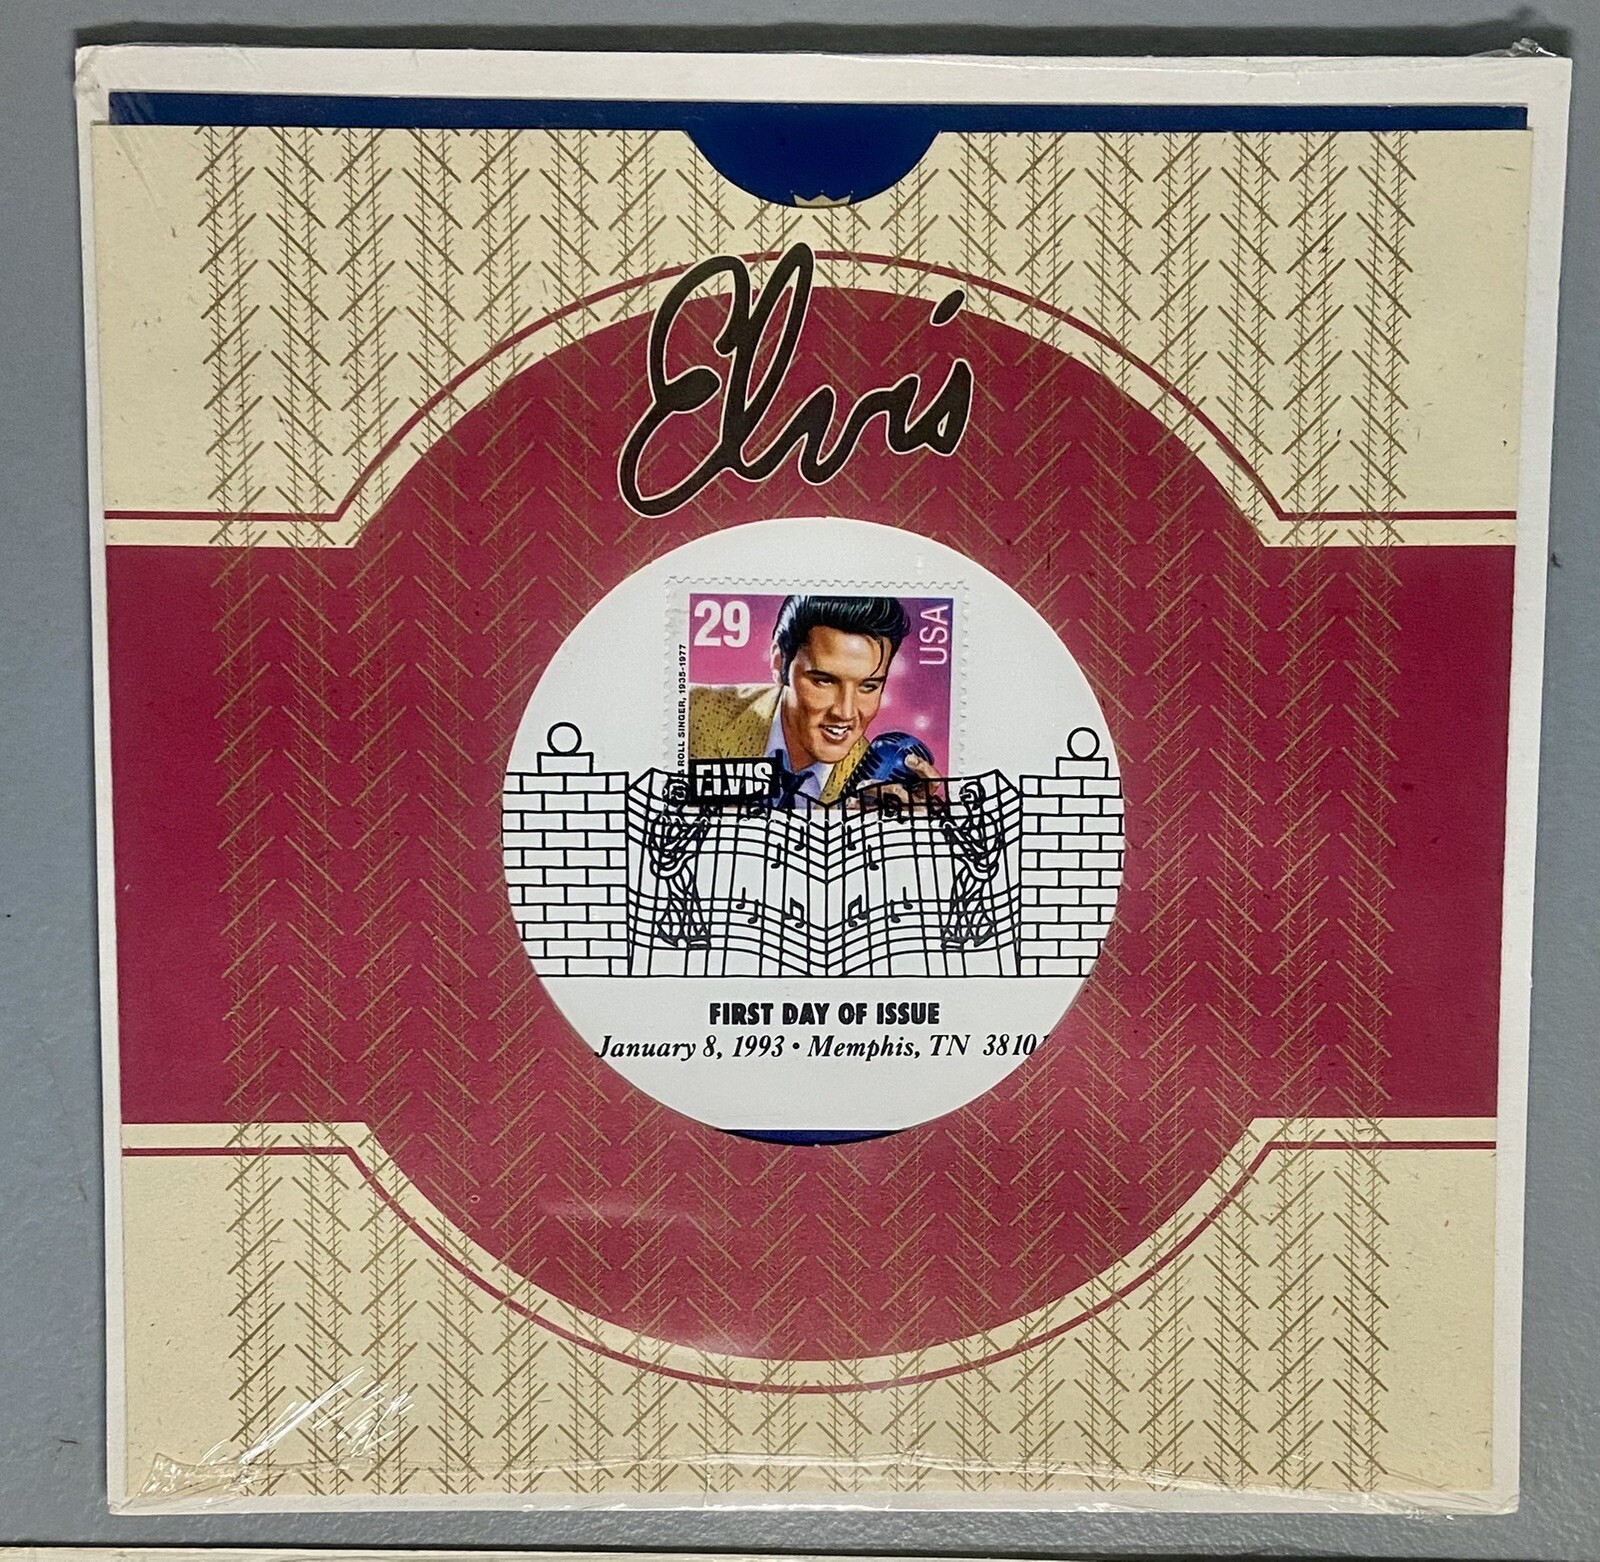 Elvis
29
USA
ROLL SINGER, 1935-1977
ELVIS
FIRST DAY OF ISSUE
January 8, 1993 • Memphis, TN 3810